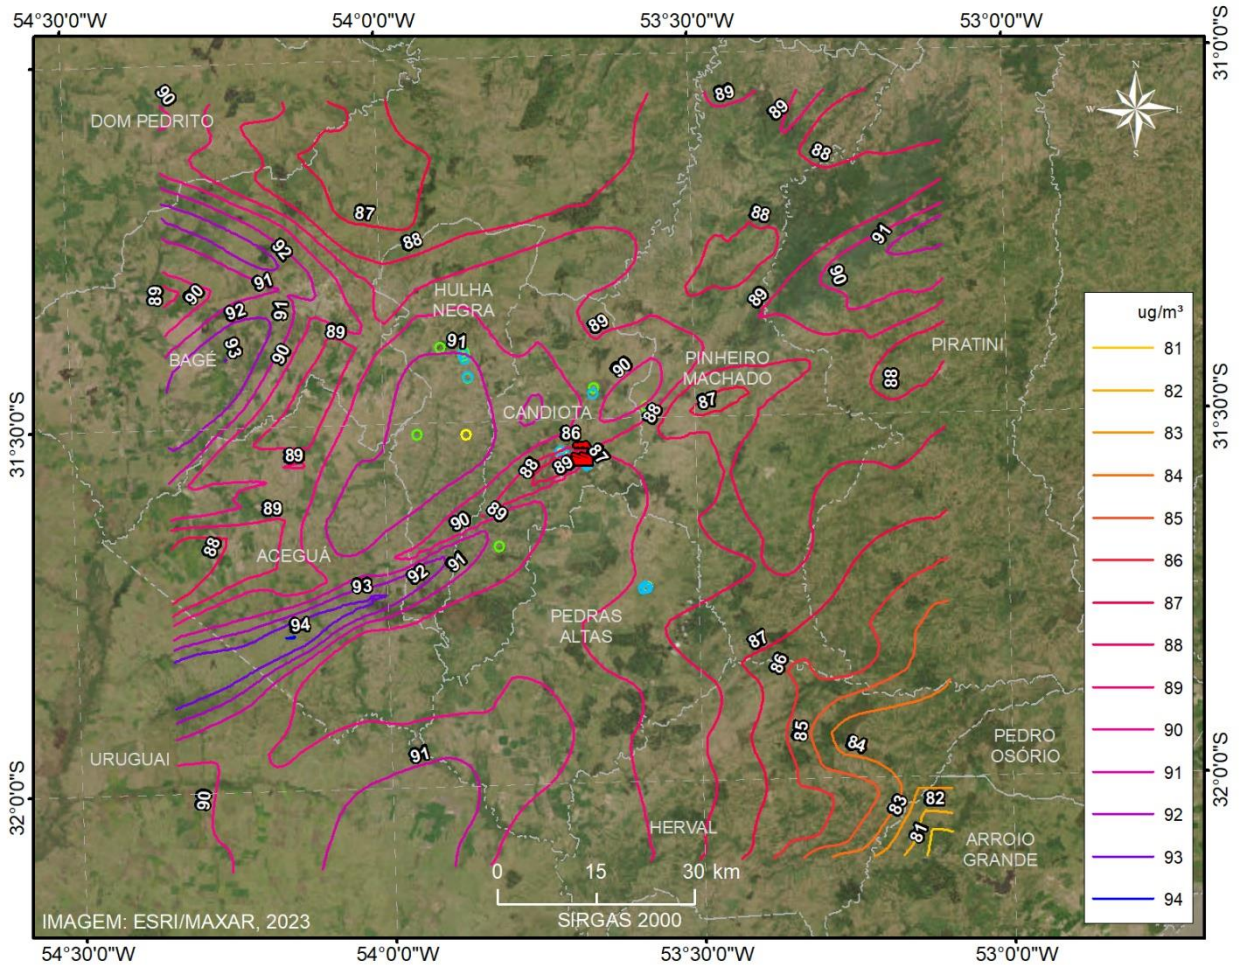 54°30'0"W 54°0'0"W 53°30'0"W 53°0'0"W
31°0'0"S
N
W E
S
90
89
89
DOM PEDRITO
88
87
88
88
91
92
91
90
89
90
89
HULHA
NEGRA
92
91
89
89
91
93
BAGÉ
90
PINHEIRO
MACHADO
PIRATINI
90
88
87
CANDIOTA
88
31°30'0"S
31°30'0"S
86
87
89
88
89
89
90
89
88
ACEGUÁ
91
92
93
94
PEDRAS
ALTAS
87
86
85
84
PEDRO
OSÓRIO
URUGUAI
91
90
83
82
81
32°0'0"S
32°0'0"S
HERVAL
ARROIO
GRANDE
0 15 30 km
SIRGAS 2000
IMAGEM: ESRI/MAXAR, 2023
ug/m³
81
82
83
84
85
86
87
88
89
90
91
92
93
94
54°30'0"W 54°0'0"W 53°30'0"W 53°0'0"W